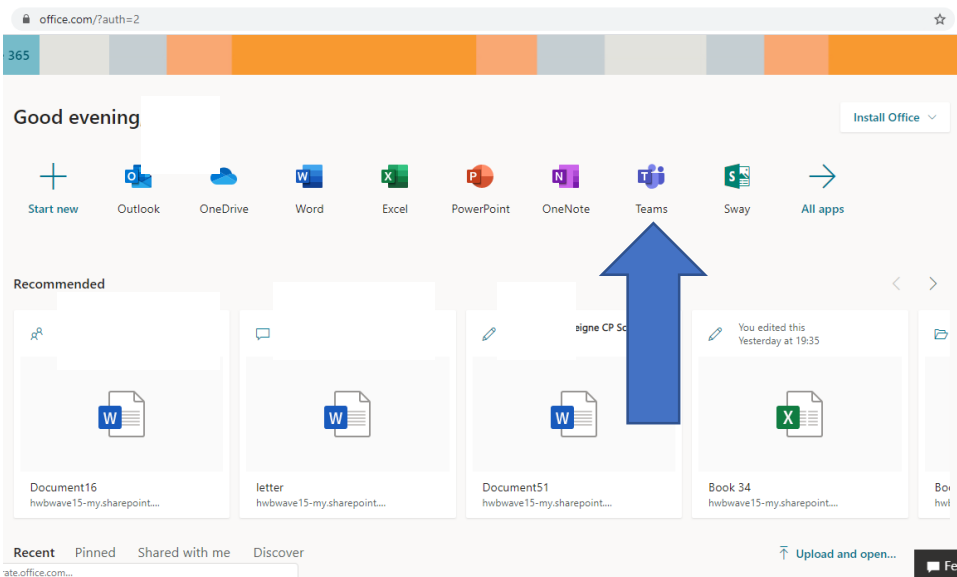 office.com/?auth=2
365
Good evening
Install Office
Start new
Outlook
OneDrive
Word
Excel
PowerPoint
OneNote
Teams
Sway
All apps
Recommended
eigne CP Sc
You edited this
Yesterday at 19:35
Document16
hwbwave15-my.sharepoint....
letter
hwbwave15-my.sharepoint....
Document51
hwbwave15-my.sharepoint....
Book 34
hwbwave15-my.sharepoint....
Recent Pinned Shared with me Discover
Upload and open...
rate.office.com...